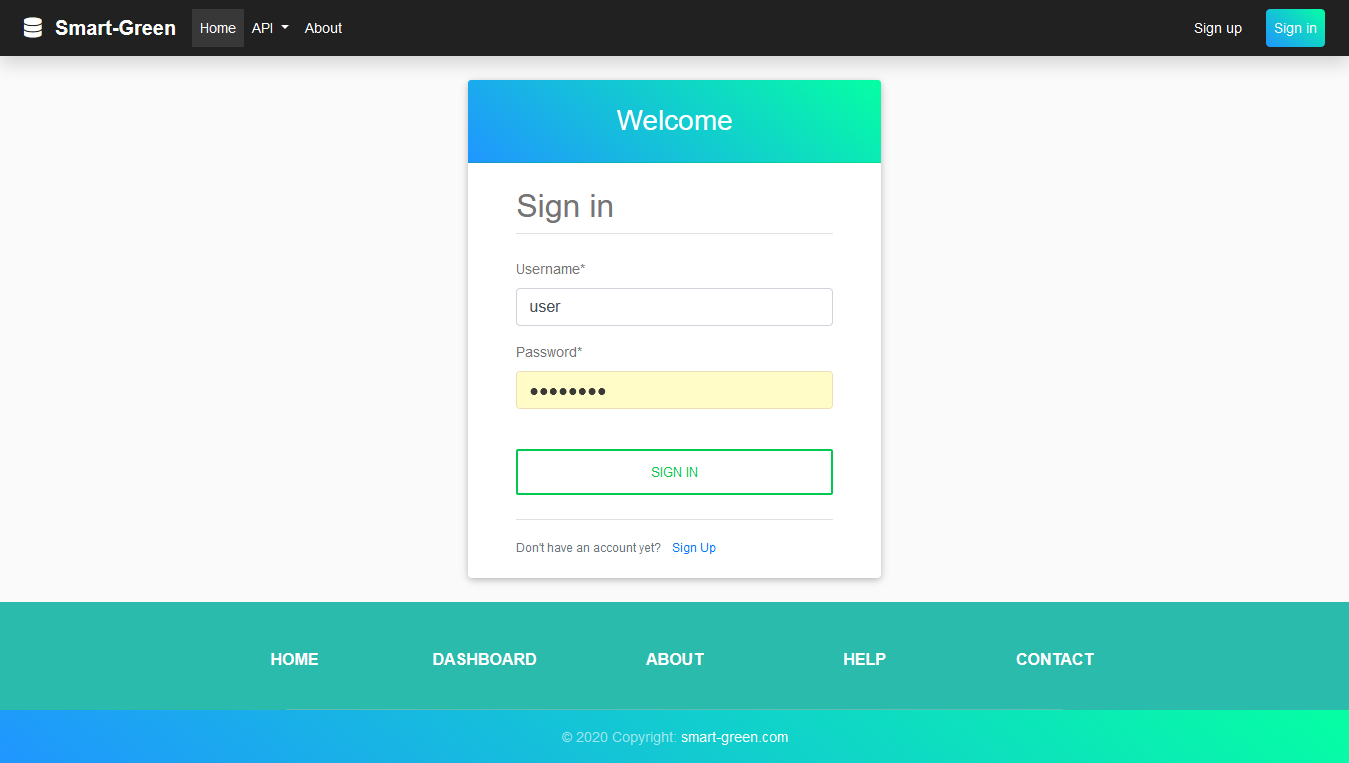 Smart-Green Home API About Sign up Sign in
Welcome
Sign in
Username*
user
Password*
••••••••
SIGN IN
Don't have an account yet? Sign Up
HOME DASHBOARD ABOUT HELP CONTACT
© 2020 Copyright: smart-green.com